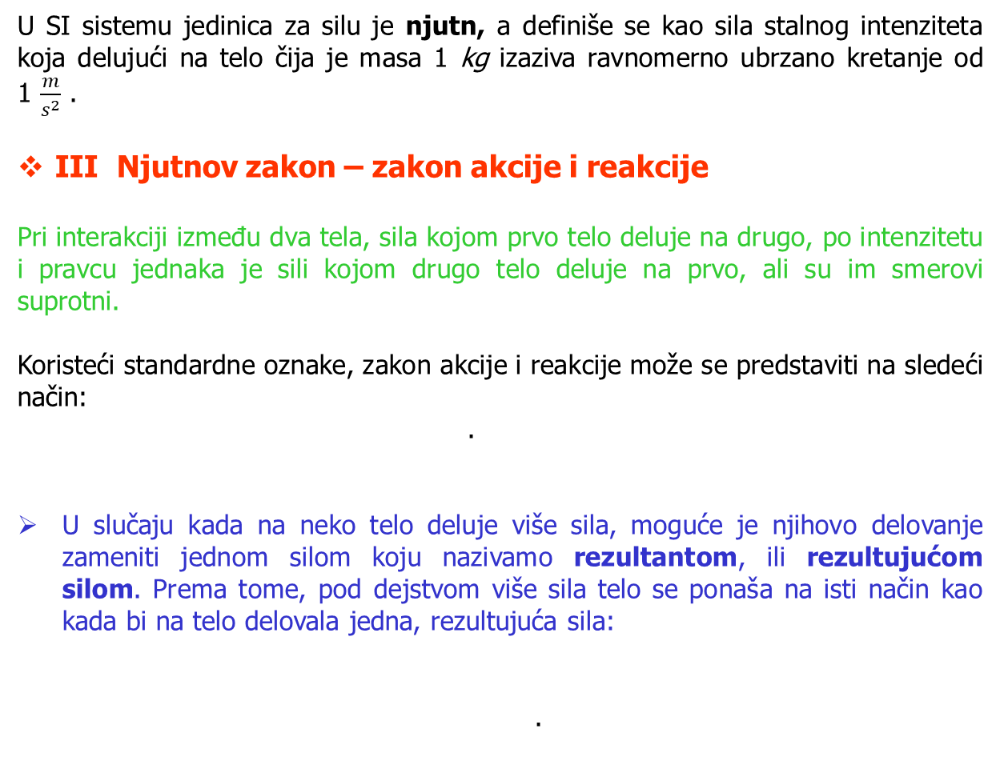 U SI sistemu jedinica za silu je njutn, a definiše se kao sila stalnog intenziteta
koja delujući na telo čija je masa 1 kg izaziva ravnomerno ubrzano kretanje od
1 m/s² .
❖ III Njutnov zakon – zakon akcije i reakcije
Pri interakciji između dva tela, sila kojom prvo telo deluje na drugo, po intenzitetu
i pravcu jednaka je sili kojom drugo telo deluje na prvo, ali su im smerovi
suprotni.
Koristeći standardne oznake, zakon akcije i reakcije može se predstaviti na sledeći
način:
.
➢ U slučaju kada na neko telo deluje više sila, moguće je njihovo delovanje
zameniti jednom silom koju nazivamo rezultantom, ili rezultujućom
silom. Prema tome, pod dejstvom više sila telo se ponaša na isti način kao
kada bi na telo delovala jedna, rezultujuća sila:
.